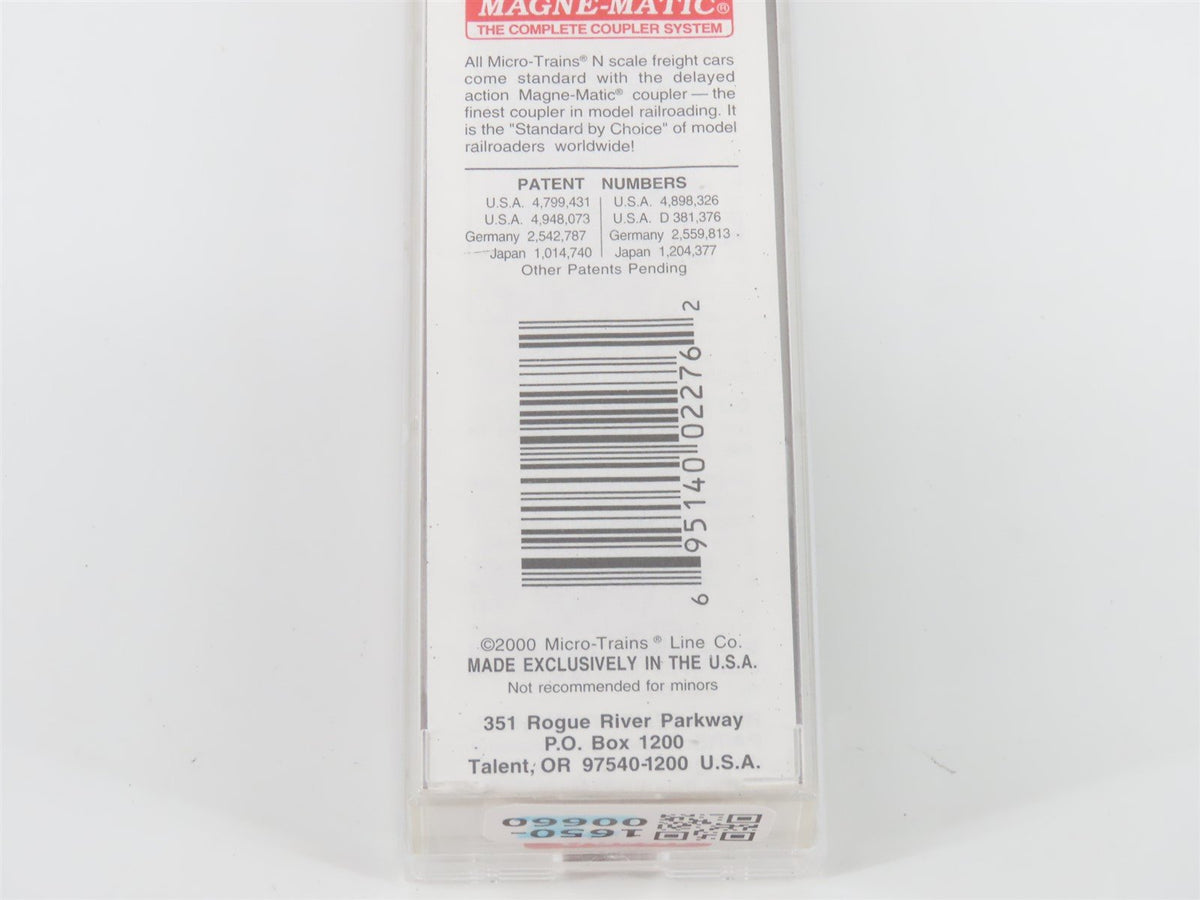 MAGNE-MATIC®
THE COMPLETE COUPLER SYSTEM
All Micro-Trains® N scale freight cars
come standard with the delayed
action Magne-Matic® coupler — the
finest coupler in model railroading. It
is the "Standard by Choice" of model
railroaders worldwide!
PATENT NUMBERS
U.S.A. 4,799,431 U.S.A. 4,898,326
U.S.A. 4,948,073 U.S.A. D 381,376
Germany 2,542,787 Germany 2,559,813
Japan 1,014,740 Japan 1,204,377
Other Patents Pending
6 95140 02276 2
©2000 Micro-Trains® Line Co.
MADE EXCLUSIVELY IN THE U.S.A.
Not recommended for minors
351 Rogue River Parkway
P.O. Box 1200
Talent, OR 97540-1200 U.S.A.
1650-
00660